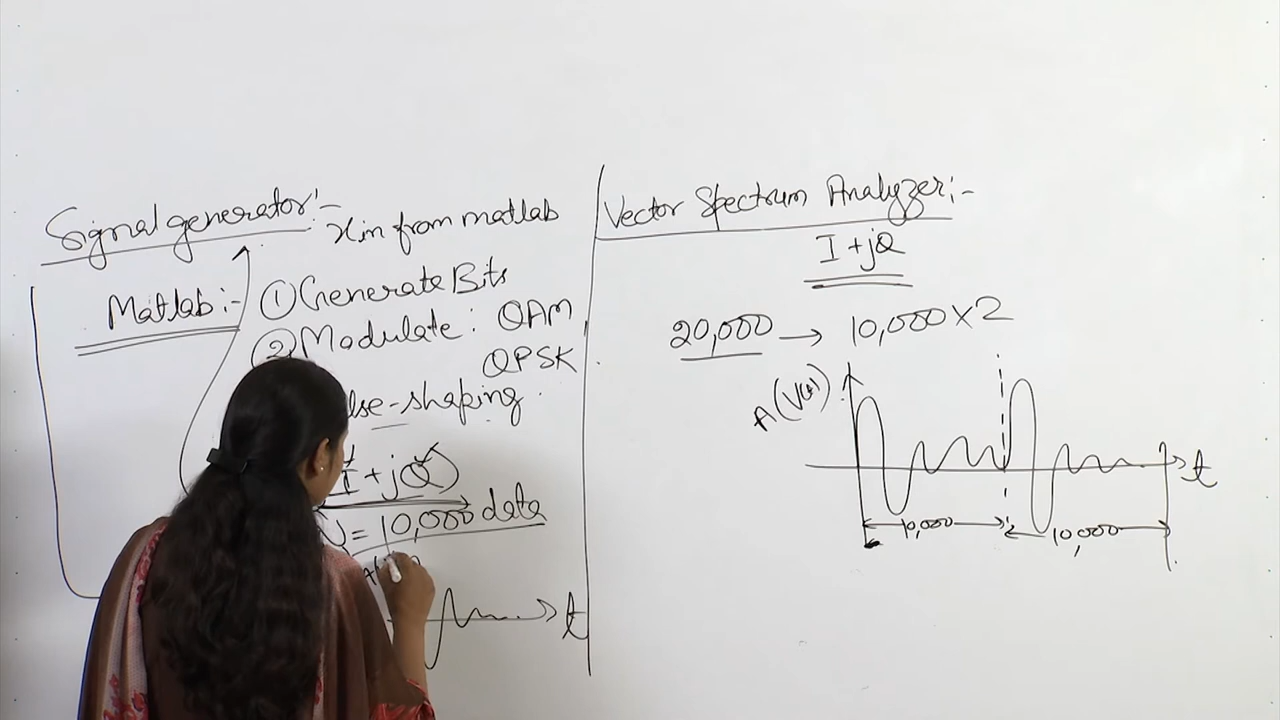 Signal generator:-
xin from matlab
Matlab:-
① Generate Bits
② Modulate: QAM
QPSK
lse-shaping.
I + jQ)
= 10,000 data
A(
t
Vector Spectrum Analyzer:-
I + jQ
20,000 → 10,000 x 2
A(V(t))
t
10,000
10,000